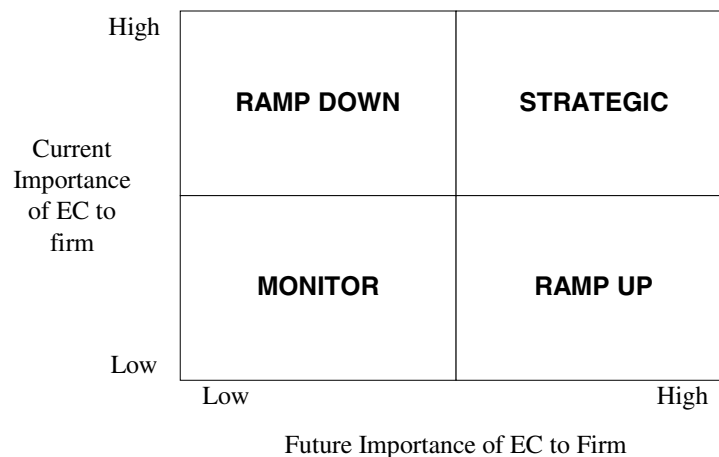 High
RAMP DOWN
STRATEGIC
Current
Importance
of EC to
firm
MONITOR
RAMP UP
Low
Low
High
Future Importance of EC to Firm